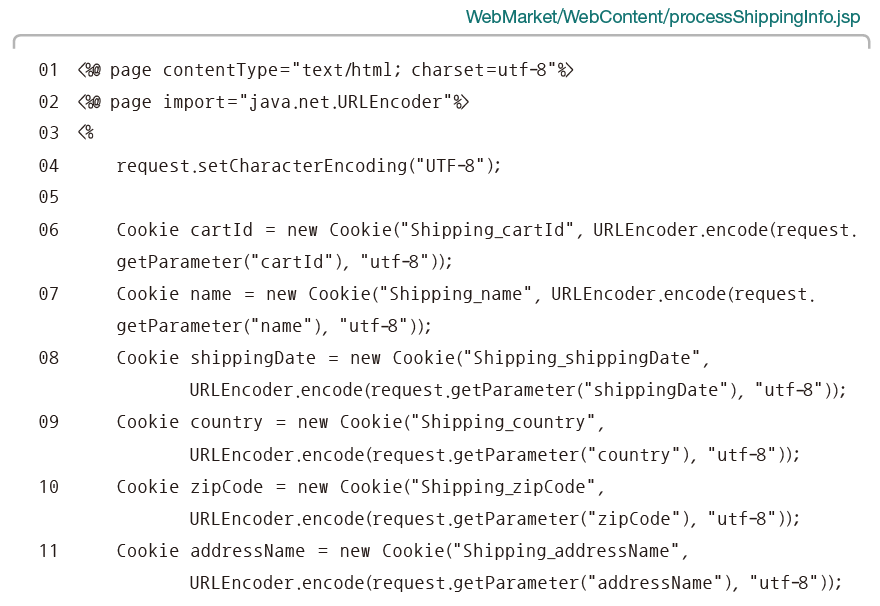 WebMarket/WebContent/processShippingInfo.jsp
01 <%@ page contentType="text/html; charset=utf-8"%>
02 <%@ page import="java.net.URLEncoder"%>
03 <%
04 request.setCharacterEncoding("UTF-8");
05
06 Cookie cartId = new Cookie("Shipping_cartId", URLEncoder.encode(request.
getParameter("cartId"), "utf-8"));
07 Cookie name = new Cookie("Shipping_name", URLEncoder.encode(request.
getParameter("name"), "utf-8"));
08 Cookie shippingDate = new Cookie("Shipping_shippingDate",
URLEncoder.encode(request.getParameter("shippingDate"), "utf-8"));
09 Cookie country = new Cookie("Shipping_country",
URLEncoder.encode(request.getParameter("country"), "utf-8"));
10 Cookie zipCode = new Cookie("Shipping_zipCode",
URLEncoder.encode(request.getParameter("zipCode"), "utf-8"));
11 Cookie addressName = new Cookie("Shipping_addressName",
URLEncoder.encode(request.getParameter("addressName"), "utf-8"));